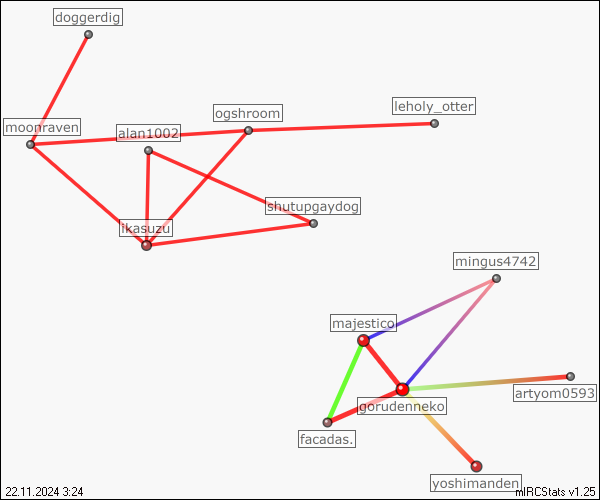 doggerdig
leholy_otter
ogshroom
moonraven
alan1002
shutupgaydog
ikasuzu
mingus4742
majestico
artyom0593
gorudenneko
facadas.
yoshimanden
22.11.2024 3:24
mIRCStats v1.25